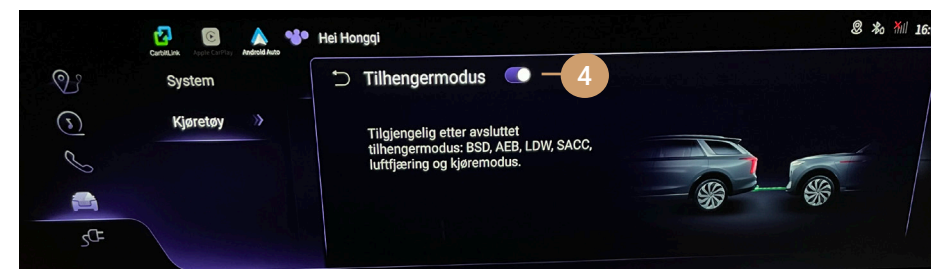 CarbitLink
Apple CarPlay
Android Auto
Hei Hongqi
16:
System
Tilhengermodus
4
Kjøretøy
Tilgjengelig etter avsluttet
tilhengermodus: BSD, AEB, LDW, SACC,
luftfjæring og kjøremodus.